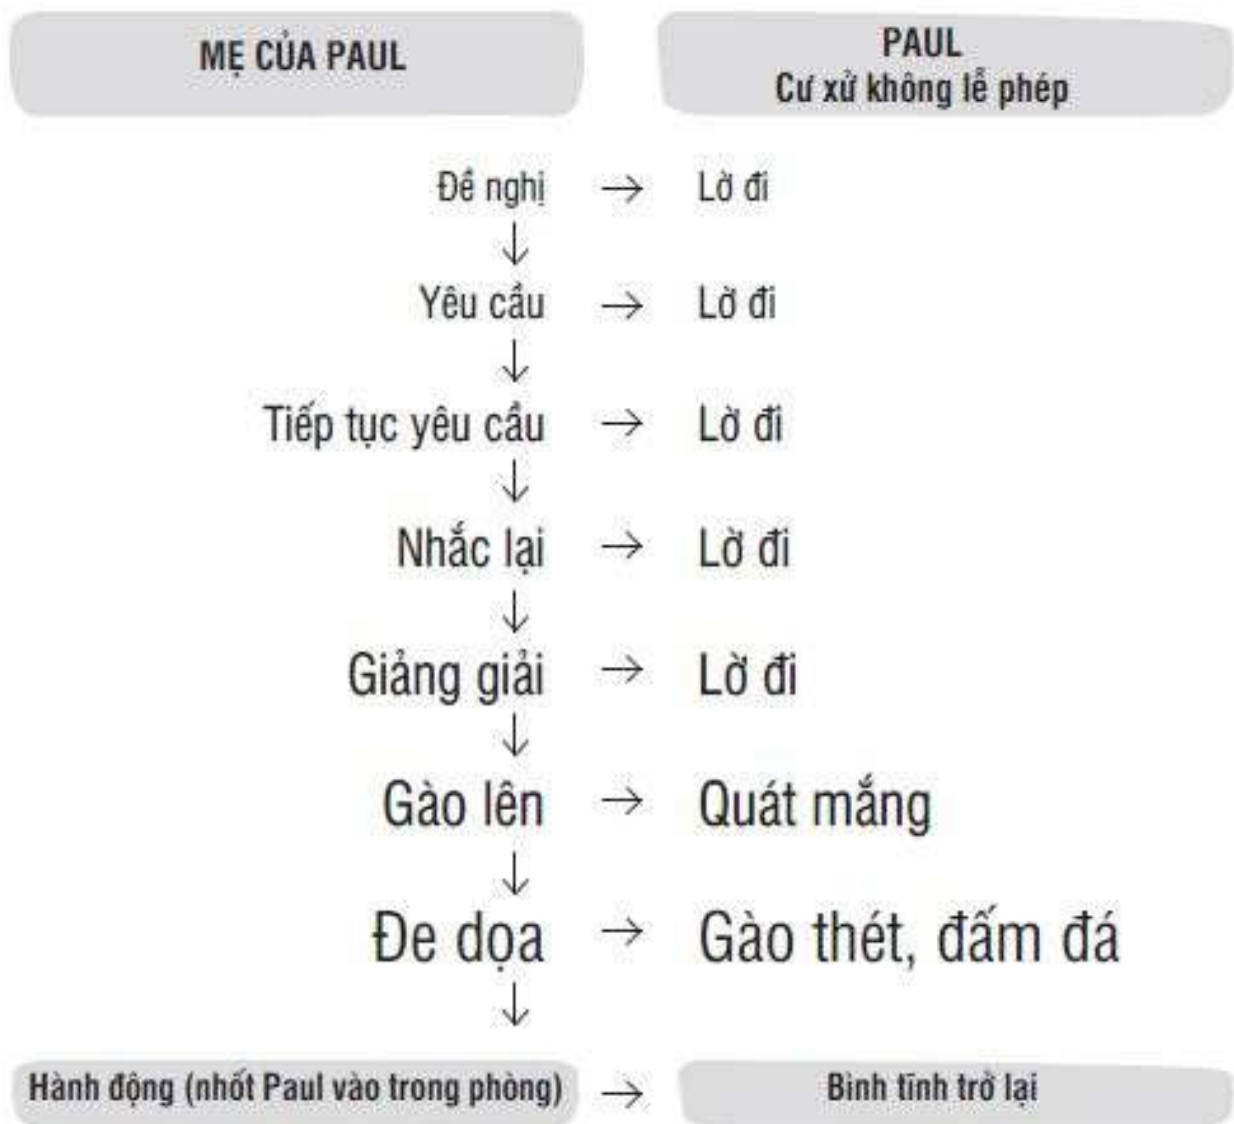 MẸ CỦA PAUL
PAUL
Cư xử không lễ phép
Đề nghị → Lờ đi
↓
Yêu cầu → Lờ đi
↓
Tiếp tục yêu cầu → Lờ đi
↓
Nhắc lại → Lờ đi
↓
Giảng giải → Lờ đi
↓
Gào lên → Quát mắng
↓
Đe dọa → Gào thét, đấm đá
↓
Hành động (nhốt Paul vào trong phòng) → Bình tĩnh trở lại